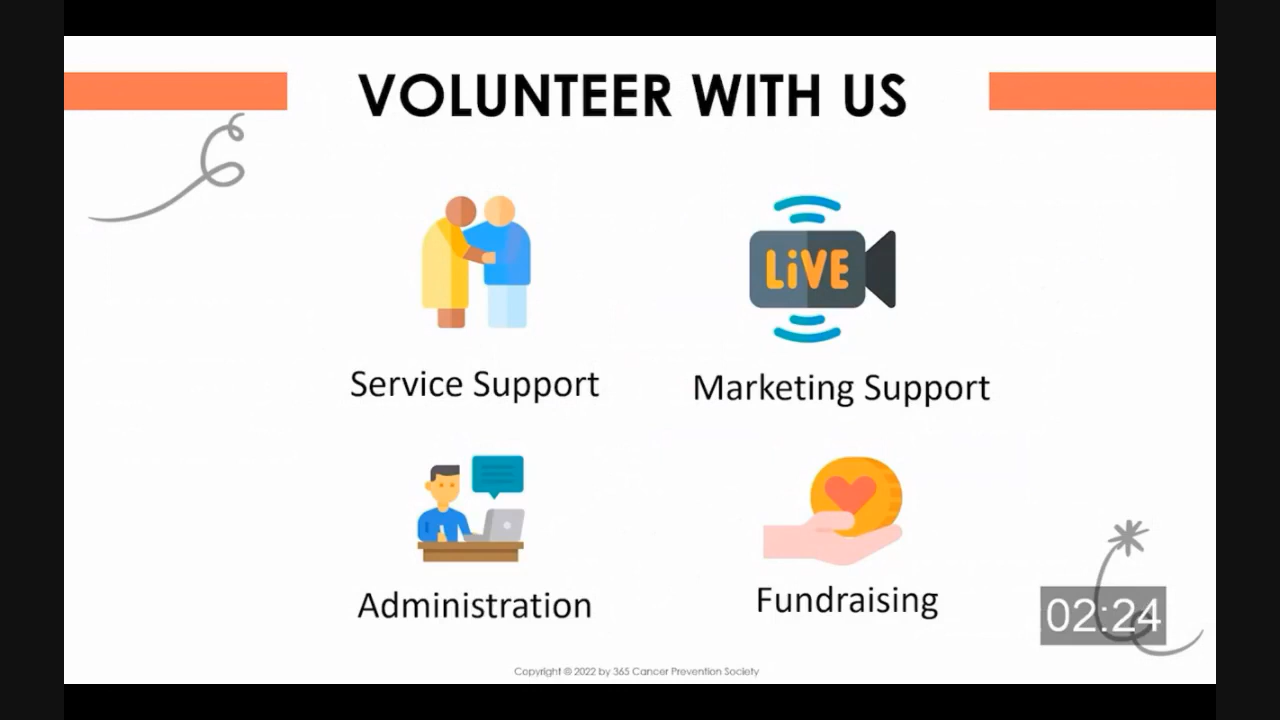 VOLUNTEER WITH US
LiVE
Service Support
Marketing Support
Administration
Fundraising
02:24
Copyright © 2022 by 365 Cancer Prevention Society